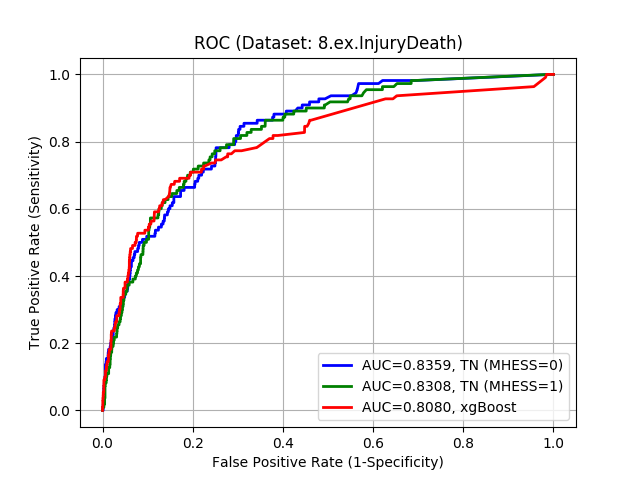 ROC (Dataset: 8.ex.InjuryDeath)
True Positive Rate (Sensitivity)
1.0
0.8
0.6
0.4
0.2
0.0
AUC=0.8359, TN (MHESS=0)
AUC=0.8308, TN (MHESS=1)
AUC=0.8080, xgBoost
0.0 0.2 0.4 0.6 0.8 1.0
False Positive Rate (1-Specificity)